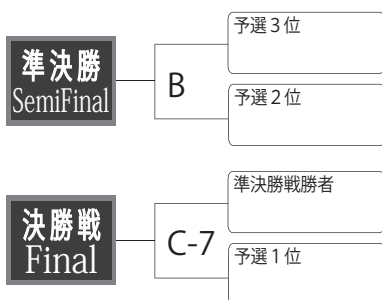 準決勝
SemiFinal
B
予選3位
予選2位
決勝戦
Final
C-7
準決勝戦勝者
予選1位